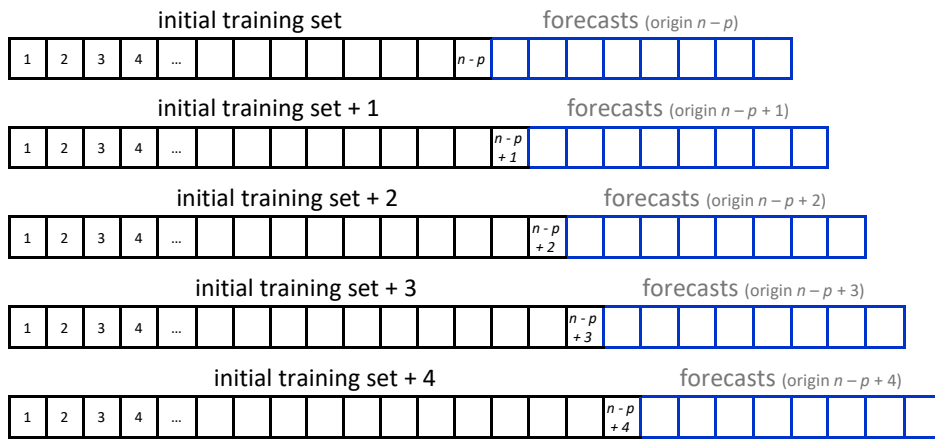 initial training set forecasts (origin n – p)
1 2 3 4 ... n - p
initial training set + 1 forecasts (origin n – p + 1)
1 2 3 4 ... n - p
+ 1
initial training set + 2 forecasts (origin n – p + 2)
1 2 3 4 ... n - p
+ 2
initial training set + 3 forecasts (origin n – p + 3)
1 2 3 4 ... n - p
+ 3
initial training set + 4 forecasts (origin n – p + 4)
1 2 3 4 ... n - p
+ 4